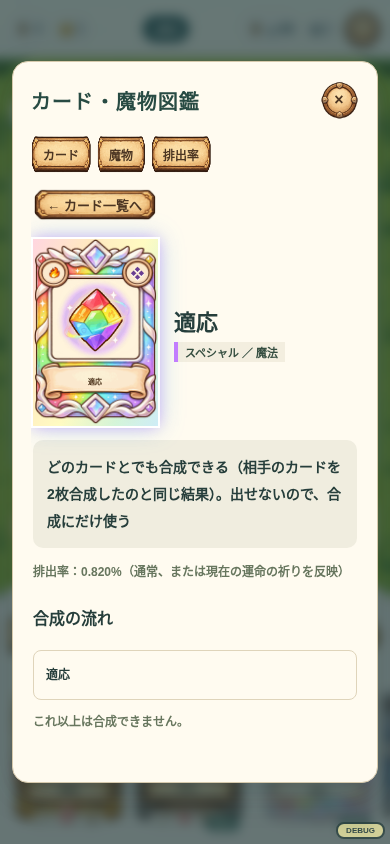 カード・魔物図鑑
×
カード
魔物
排出率
← カード一覧へ
適応
適応
スペシャル ／ 魔法
どのカードとでも合成できる（相手のカードを
2枚合成したのと同じ結果）。出せないので、合
成にだけ使う
排出率：0.820%（通常、または現在の運命の祈りを反映）
合成の流れ
適応
これ以上は合成できません。
DEBUG